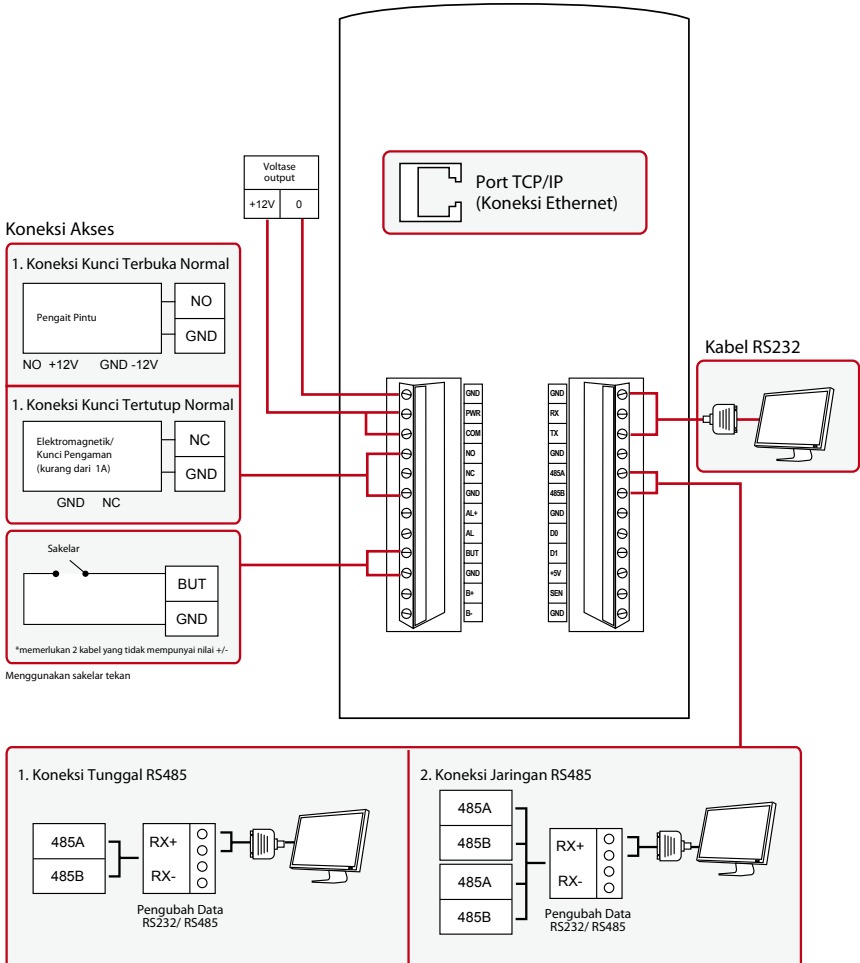 Voltase
output
+12V 0
Port TCP/IP
(Koneksi Ethernet)
Koneksi Akses
1. Koneksi Kunci Terbuka Normal
Pengait Pintu
NO
GND
NO +12V GND -12V
1. Koneksi Kunci Tertutup Normal
Elektromagnetik/
Kunci Pengaman
(kurang dari 1A)
NC
GND
GND NC
Sakelar
BUT
GND
*memerlukan 2 kabel yang tidak mempunyai nilai +/-
Menggunakan sakelar tekan
GND
PWR
COM
NO
NC
GND
AL+
AL
BUT
GND
B+
B-
GND
RX
TX
GND
485A
485B
GND
D0
D1
+5V
SEN
GND
Kabel RS232
1. Koneksi Tunggal RS485
485A
485B
RX+
RX-
Pengubah Data
RS232/ RS485
2. Koneksi Jaringan RS485
485A
485B
485A
485B
RX+
RX-
Pengubah Data
RS232/ RS485